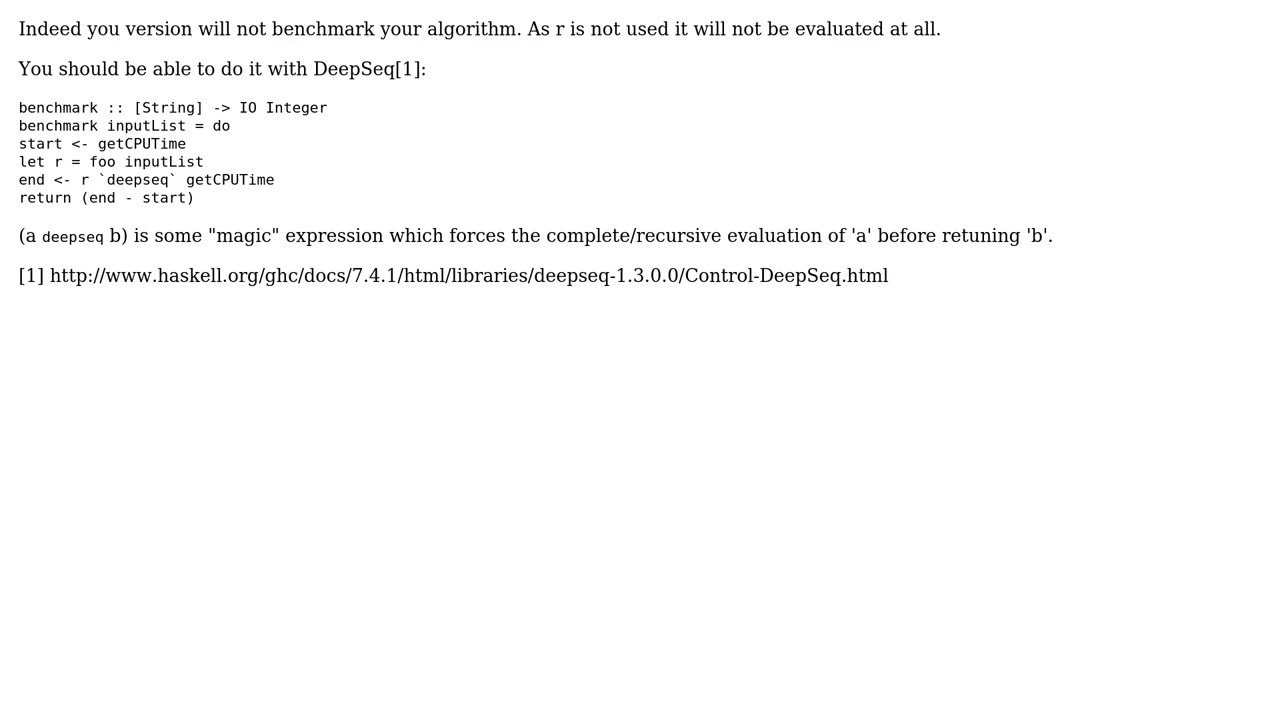 Indeed you version will not benchmark your algorithm. As r is not used it will not be evaluated at all.
You should be able to do it with DeepSeq[1]:
benchmark :: [String] -> IO Integer
benchmark inputList = do
start <- getCPUTime
let r = foo inputList
end <- r `deepseq` getCPUTime
return (end - start)
(a deepseq b) is some "magic" expression which forces the complete/recursive evaluation of 'a' before retuning 'b'.
[1] http://www.haskell.org/ghc/docs/7.4.1/html/libraries/deepseq-1.3.0.0/Control-DeepSeq.html